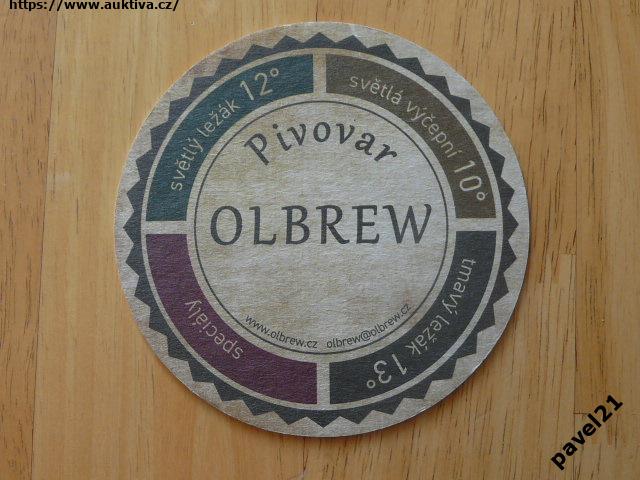 https://www.auktiva.cz/
světlý ležák 12°
světlá výčepní 10°
Pivovar
OLBREW
www.olbrew.cz olbrew@olbrew.cz
speciály
tmavý ležák 13°
pavel21